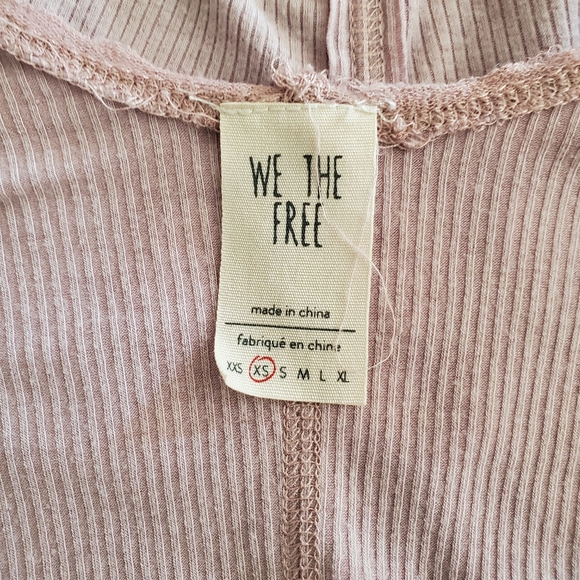 WE THE
FREE
made in china
fabriqué en chine
XXS XS S M L XL